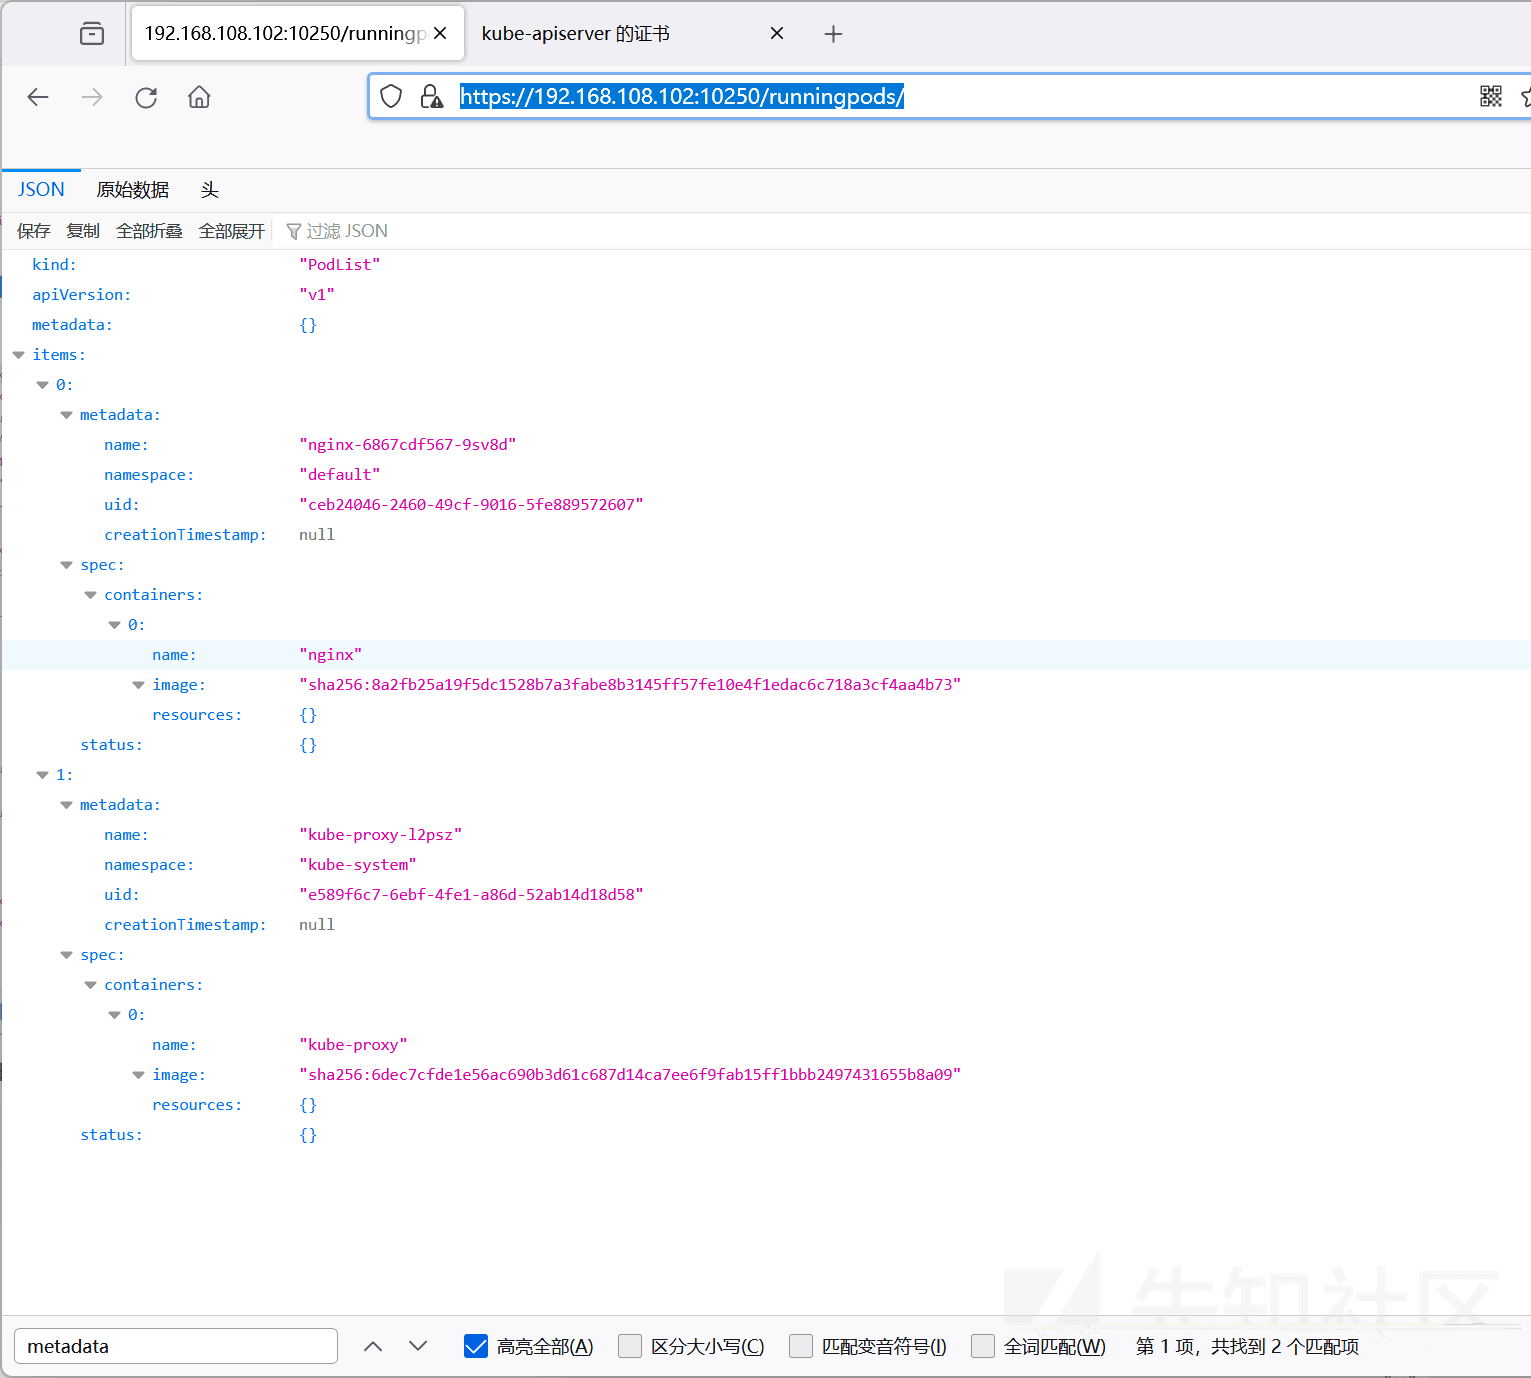 192.168.108.102:10250/runningp
kube-apiserver 的证书
https://192.168.108.102:10250/runningpods/
JSON 原始数据 头
保存 复制 全部折叠 全部展开 过滤 JSON
kind: "PodList"
apiVersion: "v1"
metadata: {}
items:
0:
metadata:
name: "nginx-6867cdf567-9sv8d"
namespace: "default"
uid: "ceb24046-2460-49cf-9016-5fe889572607"
creationTimestamp: null
spec:
containers:
0:
name: "nginx"
image: "sha256:8a2fb25a19f5dc1528b7a3fabe8b3145ff57fe10e4f1edac6c718a3cf4aa4b73"
resources: {}
status: {}
1:
metadata:
name: "kube-proxy-l2psz"
namespace: "kube-system"
uid: "e589f6c7-6ebf-4fe1-a86d-52ab14d18d58"
creationTimestamp: null
spec:
containers:
0:
name: "kube-proxy"
image: "sha256:6dec7cfde1e56ac690b3d61c687d14ca7ee6f9fab15ff1bbb2497431655b8a09"
resources: {}
status: {}
先知社区
metadata 高亮全部(A) 区分大小写(C) 匹配变音符号(I) 全词匹配(W) 第 1 项，共找到 2 个匹配项